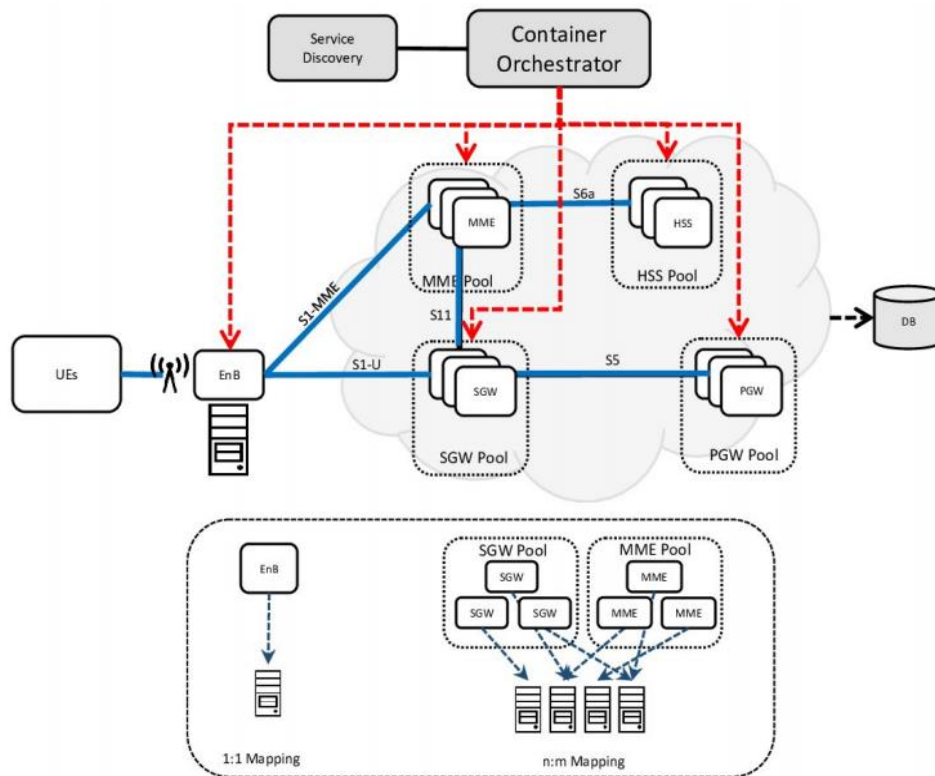 Service
Discovery
Container
Orchestrator
MME
S6a
HSS
MME Pool
HSS Pool
S1-MME
S11
DB
UEs
EnB
S1-U
SGW
S5
PGW
SGW Pool
PGW Pool
SGW Pool
MME Pool
EnB
SGW
MME
SGW
SGW
MME
MME
1:1 Mapping
n:m Mapping